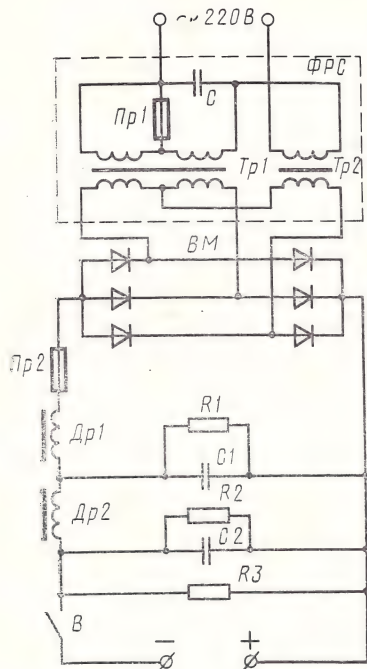 ~220В
ФРС
С
Пр1
Тр1
Тр2
ВМ
Пр2
R1
Др1
С1
R2
Др2
С2
R3
В
− +